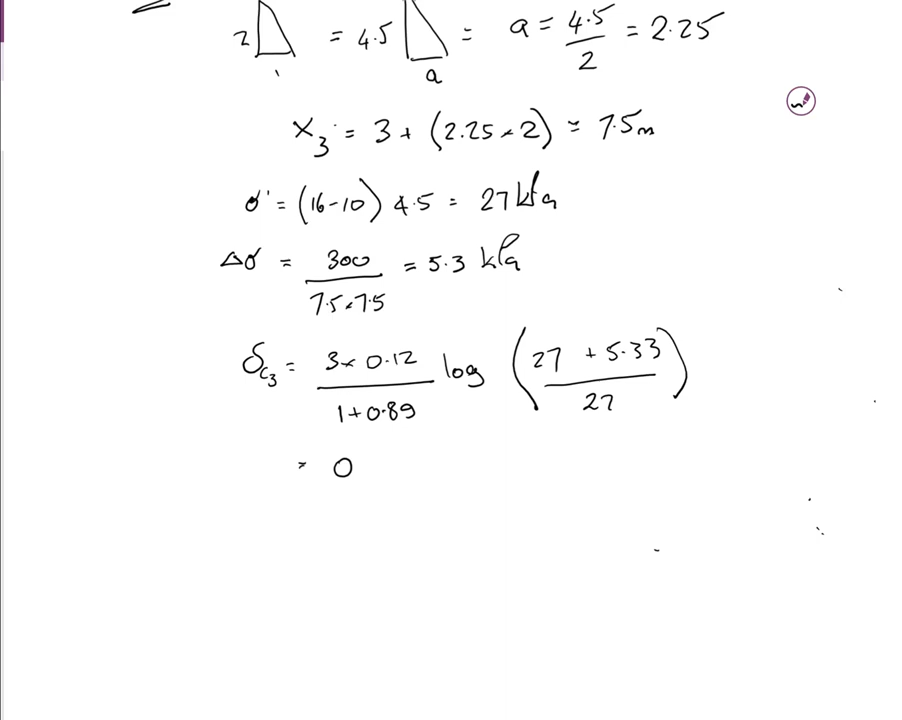 2 1 = 4.5 a = a = 4.5/2 = 2.25
x₃ = 3 + (2.25 × 2) = 7.5m
σ' = (16-10) 4.5 = 27 kPa
Δσ = 300/(7.5×7.5) = 5.3 kPa
δc₃ = (3×0.12)/(1+0.89) log ((27 + 5.33)/27)
= 0